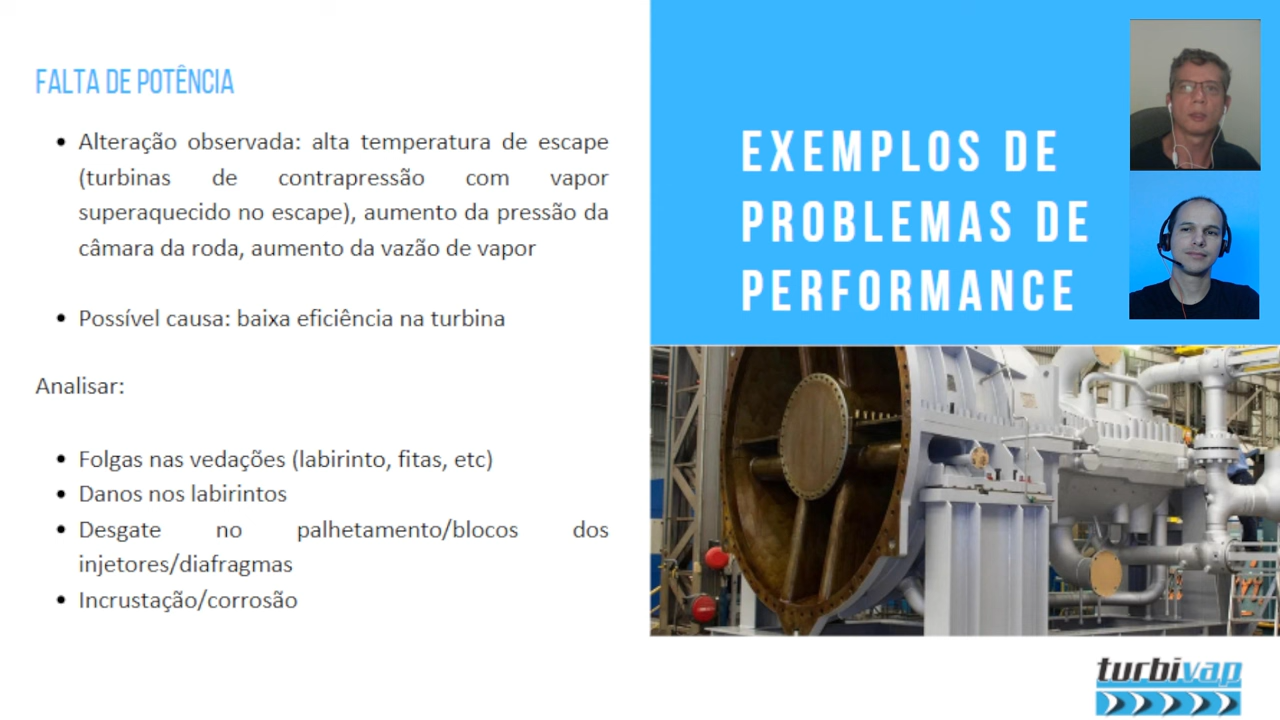 FALTA DE POTÊNCIA
• Alteração observada: alta temperatura de escape
(turbinas de contrapressão com vapor
superaquecido no escape), aumento da pressão da
câmara da roda, aumento da vazão de vapor
• Possível causa: baixa eficiência na turbina
Analisar:
• Folgas nas vedações (labirinto, fitas, etc)
• Danos nos labirintos
• Desgate no palhetamento/blocos dos
injetores/diafragmas
• Incrustação/corrosão
EXEMPLOS DE
PROBLEMAS DE
PERFORMANCE
turbivap